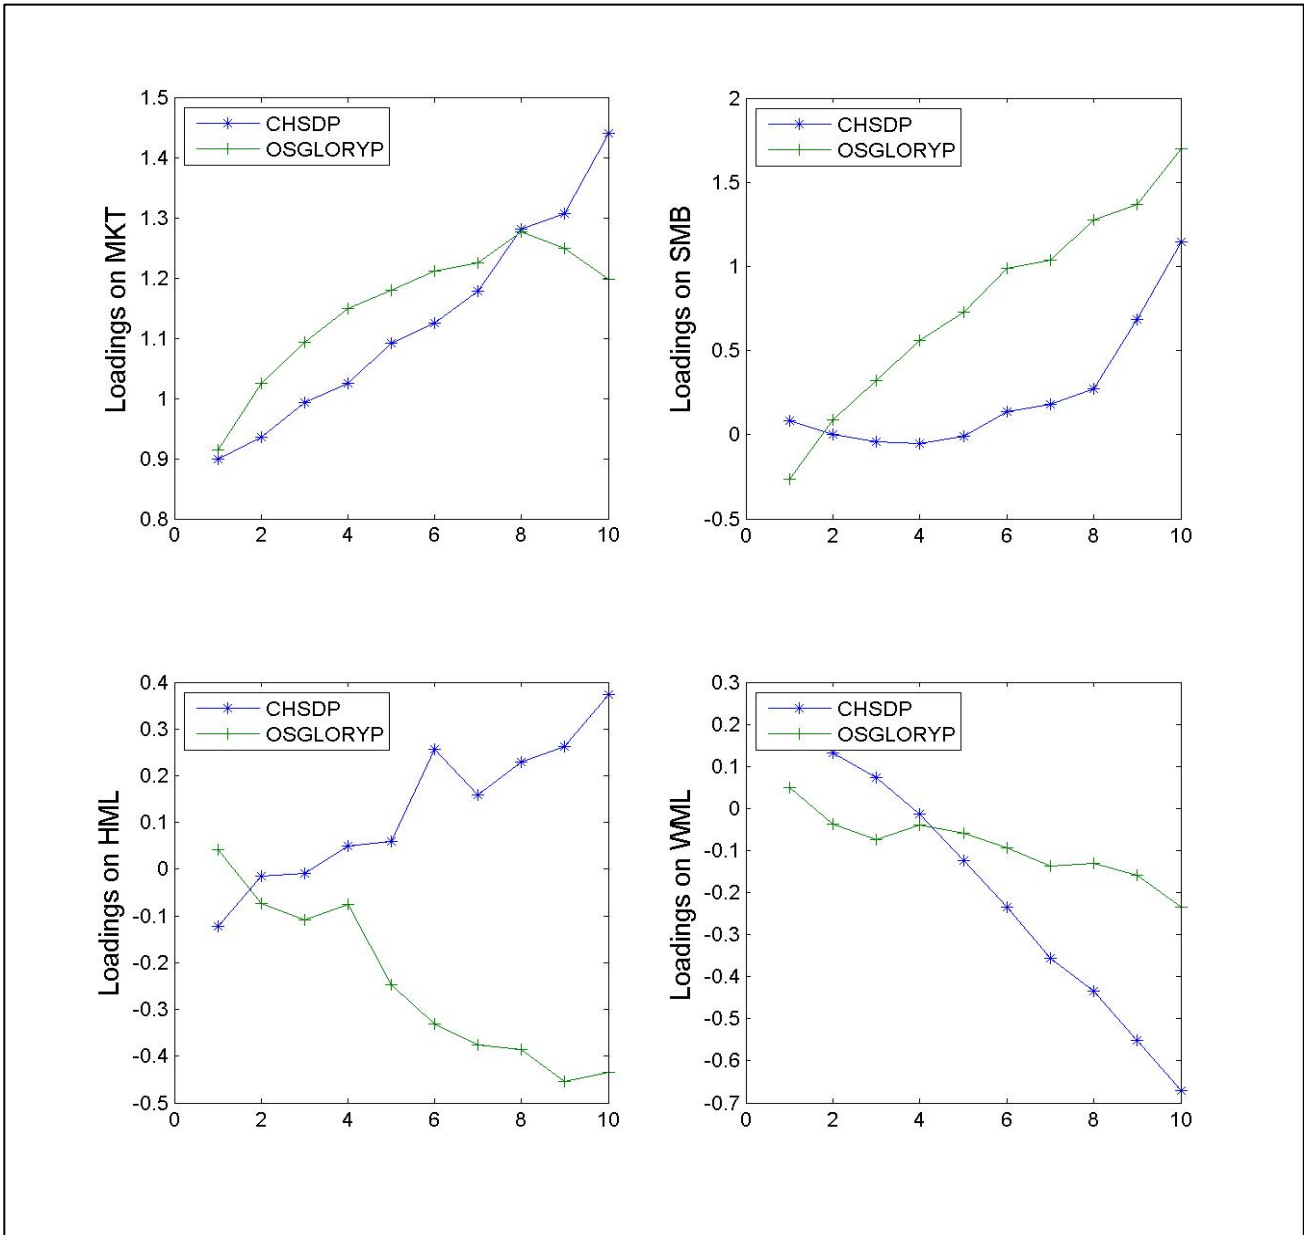 1.5
1.4
1.3
1.2
1.1
1
0.9
0.8
0 2 4 6 8 10
Loadings on MKT
CHSDP
OSGLORYP
2
1.5
1
0.5
0
-0.5
0 2 4 6 8 10
Loadings on SMB
CHSDP
OSGLORYP
0.4
0.3
0.2
0.1
0
-0.1
-0.2
-0.3
-0.4
-0.5
0 2 4 6 8 10
Loadings on HML
CHSDP
OSGLORYP
0.3
0.2
0.1
0
-0.1
-0.2
-0.3
-0.4
-0.5
-0.6
-0.7
0 2 4 6 8 10
Loadings on WML
CHSDP
OSGLORYP